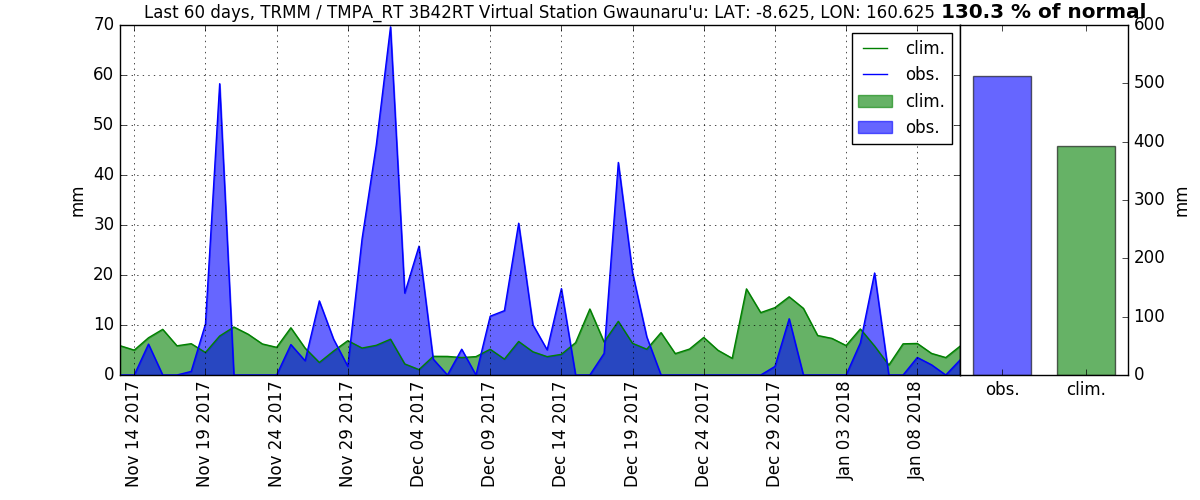 Last 60 days, TRMM / TMPA_RT 3B42RT Virtual Station Gwaunaru'u: LAT: -8.625, LON: 160.625 130.3 % of normal
70
60
50
40
30
20
10
0
mm
clim.
obs.
clim.
obs.
600
500
400
300
200
100
0
mm
obs.
clim.
Nov 14 2017
Nov 19 2017
Nov 24 2017
Nov 29 2017
Dec 04 2017
Dec 09 2017
Dec 14 2017
Dec 19 2017
Dec 24 2017
Dec 29 2017
Jan 03 2018
Jan 08 2018